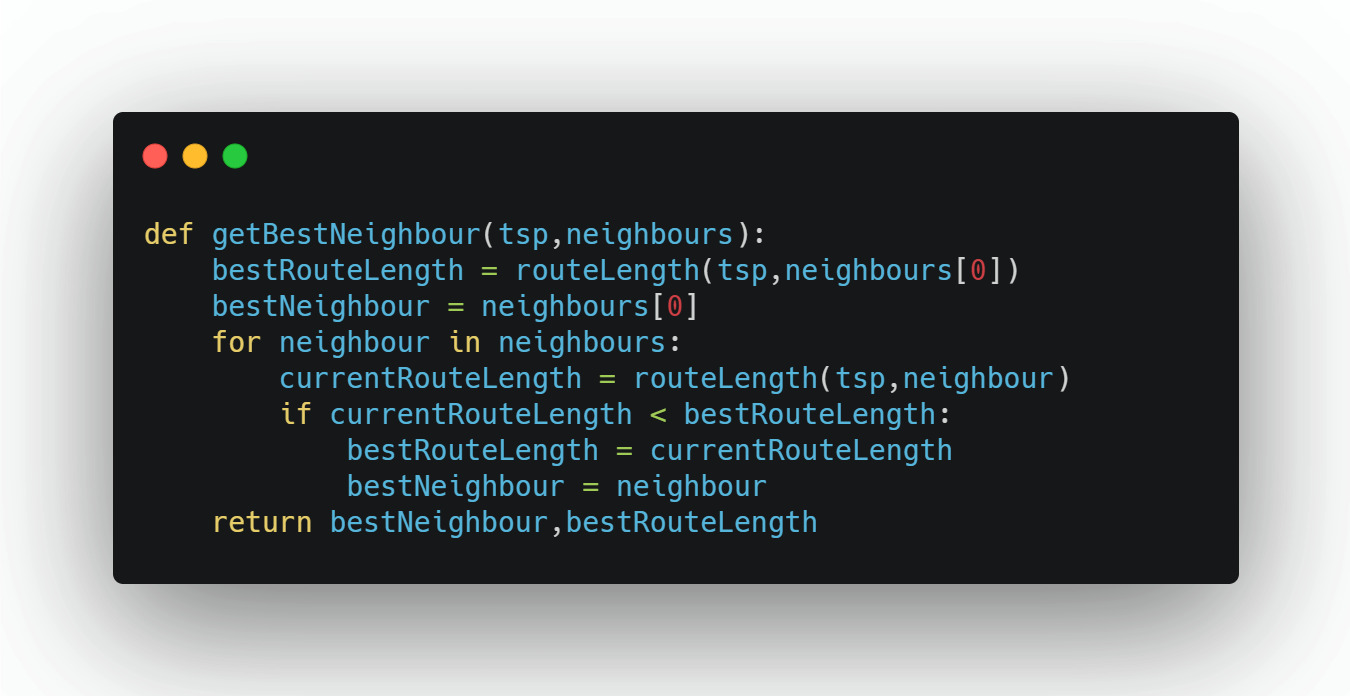 def getBestNeighbour(tsp,neighbours):
    bestRouteLength = routeLength(tsp,neighbours[0])
    bestNeighbour = neighbours[0]
    for neighbour in neighbours:
        currentRouteLength = routeLength(tsp,neighbour)
        if currentRouteLength < bestRouteLength:
            bestRouteLength = currentRouteLength
            bestNeighbour = neighbour
    return bestNeighbour,bestRouteLength